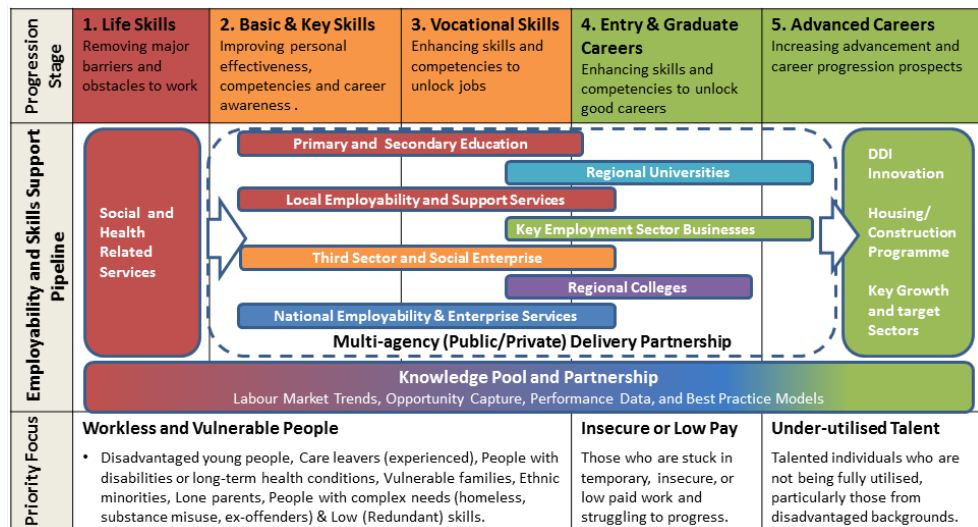 Progression
Stage
1. Life Skills
Removing major
barriers and
obstacles to work
2. Basic & Key Skills
Improving personal
effectiveness,
competencies and career
awareness .
3. Vocational Skills
Enhancing skills and
competencies to
unlock jobs
4. Entry & Graduate
Careers
Enhancing skills and
competencies to unlock
good careers
5. Advanced Careers
Increasing advancement and
career progression prospects
Employability and Skills Support
Pipeline
Social and
Health
Related
Services
Primary and Secondary Education
Regional Universities
Local Employability and Support Services
Key Employment Sector Businesses
Third Sector and Social Enterprise
Regional Colleges
National Employability & Enterprise Services
Multi-agency (Public/Private) Delivery Partnership
DDI
Innovation
Housing/
Construction
Programme
Key Growth
and target
Sectors
Knowledge Pool and Partnership
Labour Market Trends, Opportunity Capture, Performance Data, and Best Practice Models
Priority Focus
Workless and Vulnerable People
• Disadvantaged young people, Care leavers (experienced), People with
disabilities or long-term health conditions, Vulnerable families, Ethnic
minorities, Lone parents, People with complex needs (homeless,
substance misuse, ex-offenders) & Low (Redundant) skills.
Insecure or Low Pay
Those who are stuck in
temporary, insecure, or
low paid work and
struggling to progress.
Under-utilised Talent
Talented individuals who are
not being fully utilised,
particularly those from
disadvantaged backgrounds.